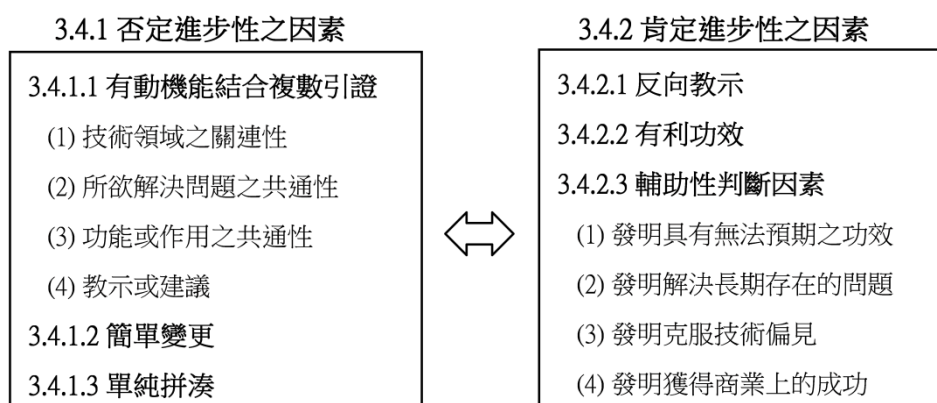 3.4.1 否定進步性之因素
3.4.1.1 有動機能結合複數引證
(1) 技術領域之關連性
(2) 所欲解決問題之共通性
(3) 功能或作用之共通性
(4) 教示或建議
3.4.1.2 簡單變更
3.4.1.3 單純拼湊
3.4.2 肯定進步性之因素
3.4.2.1 反向教示
3.4.2.2 有利功效
3.4.2.3 輔助性判斷因素
(1) 發明具有無法預期之功效
(2) 發明解決長期存在的問題
(3) 發明克服技術偏見
(4) 發明獲得商業上的成功